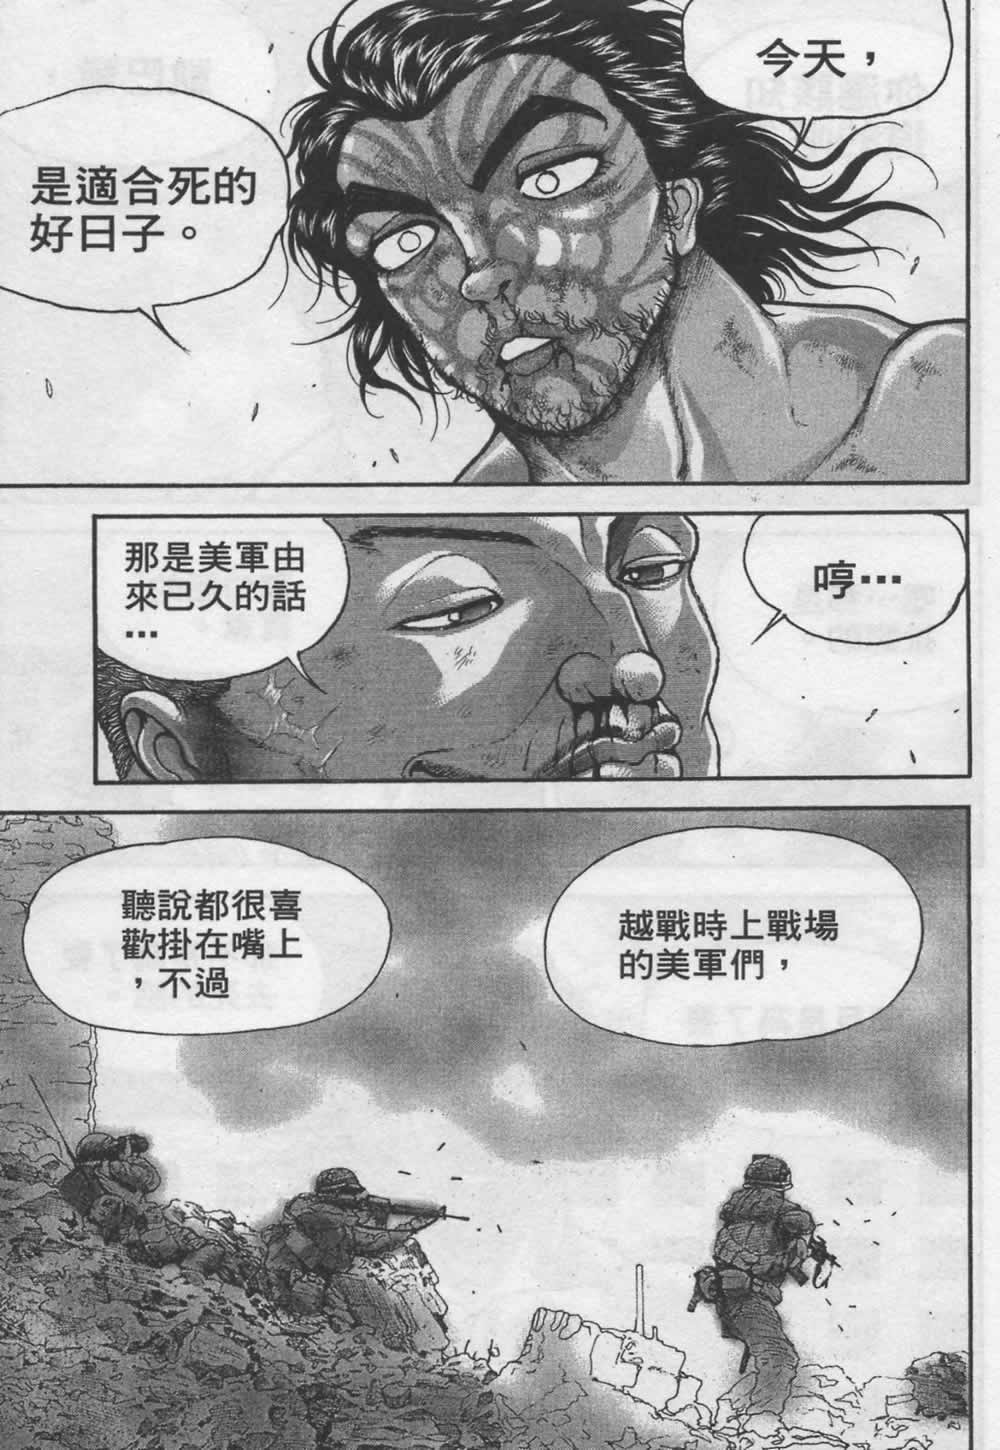 今天，
是適合死的
好日子。
哼…
那是美軍由
來已久的話
…
越戰時上戰場
的美軍們，
聽說都很喜
歡掛在嘴上
，不過